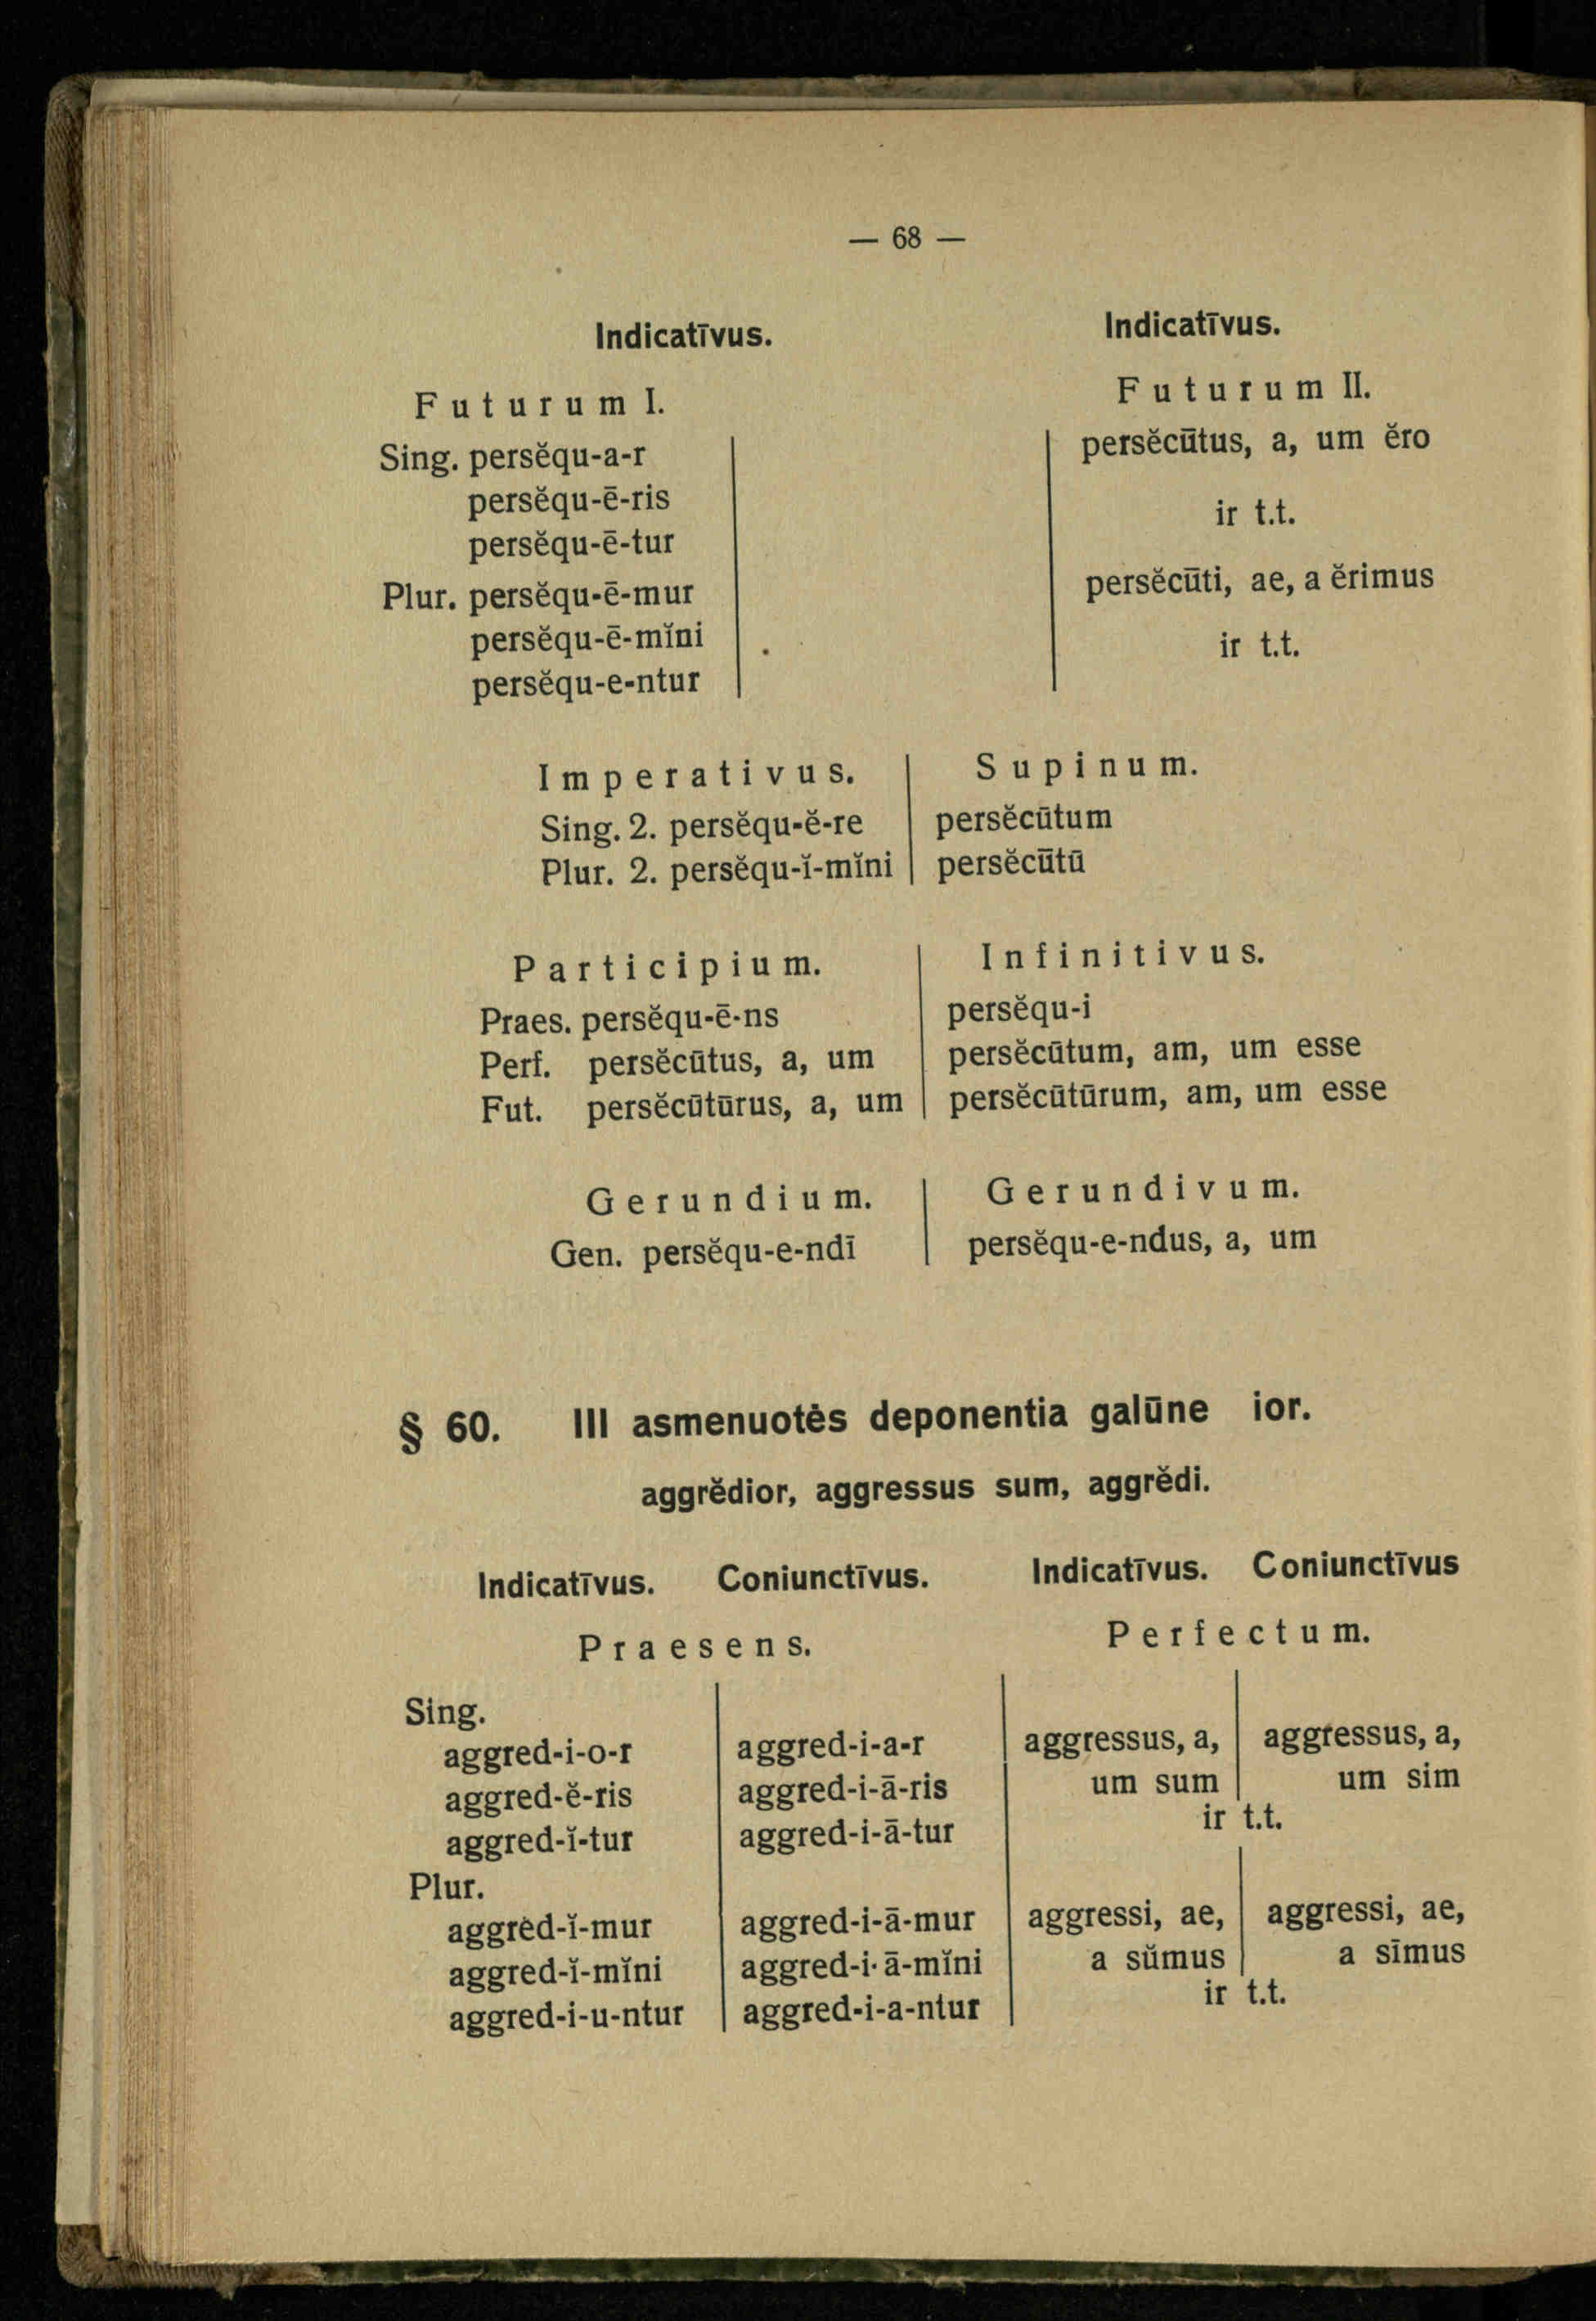 — 68 —
Indicatīvus. Indicatīvus.
Futurum I. Futurum II.
Sing. persĕqu-a-r persĕcūtus, a, um ĕro
persĕqu-ē-ris ir t.t.
persĕqu-ē-tur
Plur. persĕqu-ē-mur persĕcūti, ae, a ĕrimus
persĕqu-ē-mĭni ir t.t.
persĕqu-e-ntur
Imperativus. Supinum.
Sing. 2. persĕqu-ĕ-re persĕcūtum
Plur. 2. persĕqu-ĭ-mĭni persĕcūtū
Participium. Infinitivus.
Praes. persĕqu-ē-ns persĕqu-i
Perf. persĕcūtus, a, um persĕcūtum, am, um esse
Fut. persĕcūtūrus, a, um persĕcūtūrum, am, um esse
Gerundium. Gerundivum.
Gen. persĕqu-e-ndī persĕqu-e-ndus, a, um
§ 60. III asmenuotės deponentia galūne ior.
aggrĕdior, aggressus sum, aggrĕdi.
Indicatīvus. Coniunctīvus. Indicatīvus. Coniunctīvus
Praesens. Perfectum.
Sing.
aggred-i-o-r aggred-i-a-r aggressus, a, aggressus, a,
aggred-ĕ-ris aggred-i-ā-ris um sum um sim
aggred-ĭ-tur aggred-i-ā-tur ir t.t.
Plur.
aggrėd-ĭ-mur aggred-i-ā-mur aggressi, ae, aggressi, ae,
aggred-ĭ-mĭni aggred-i-ā-mĭni a sŭmus a sīmus
aggred-i-u-ntur aggred-i-a-ntur ir t.t.